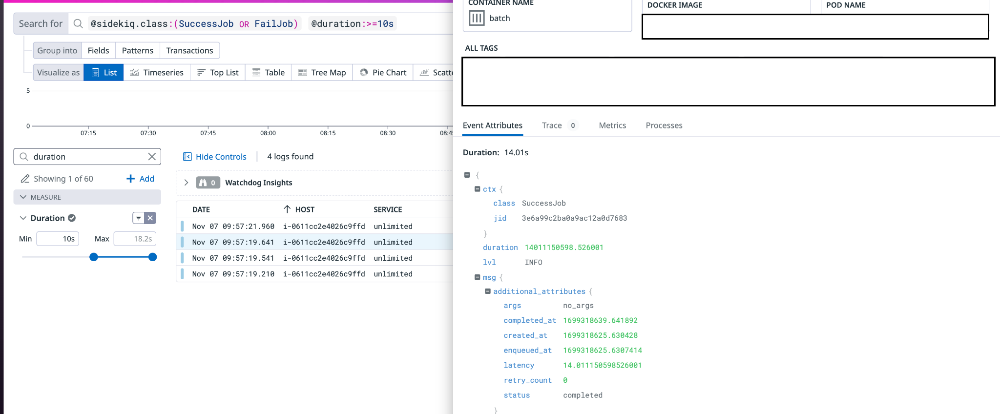 Search for @sidekiq.class:(SuccessJob OR FailJob) @duration:>=10s
Group into Fields Patterns Transactions
Visualize as List Timeseries Top List Table Tree Map Pie Chart Scatte
5
0
07:15 07:30 07:45 08:00 08:15 08:30 08:45
duration
Showing 1 of 60 Add
MEASURE
Duration
Min 10s Max 18.2s
Hide Controls 4 logs found
0 Watchdog Insights
DATE HOST SERVICE
Nov 07 09:57:21.960 i-0611cc2e4026c9ffd unlimited
Nov 07 09:57:19.641 i-0611cc2e4026c9ffd unlimited
Nov 07 09:57:19.541 i-0611cc2e4026c9ffd unlimited
Nov 07 09:57:19.210 i-0611cc2e4026c9ffd unlimited
CONTAINER NAME DOCKER IMAGE POD NAME
batch
ALL TAGS
Event Attributes Trace 0 Metrics Processes
Duration: 14.01s
{
ctx {
class SuccessJob
jid 3e6a99c2ba0a9ac12a0d7683
}
duration 14011150598.526001
lvl INFO
msg {
additional_attributes {
args no_args
completed_at 1699318639.641892
created_at 1699318625.630428
enqueued_at 1699318625.6307414
latency 14.011150598526001
retry_count 0
status completed
}